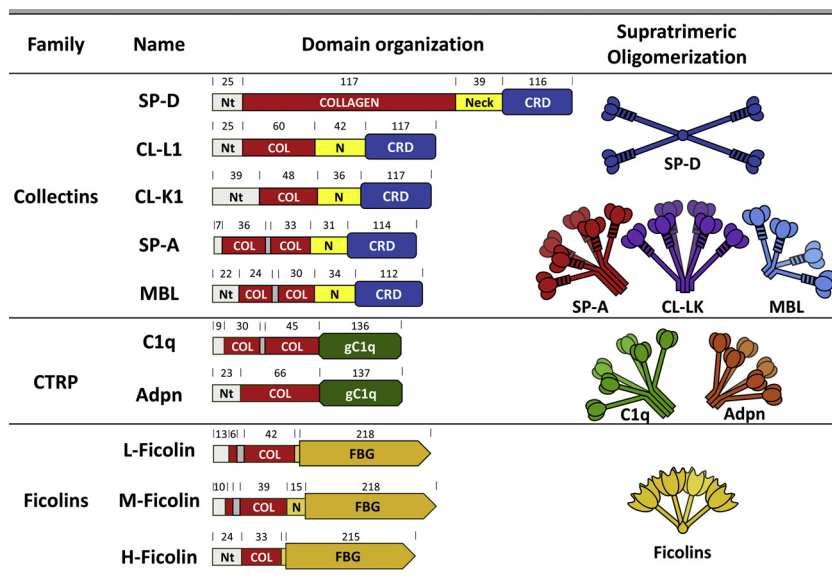 Family Name Domain organization Supratrimeric
Oligomerization
25 117 39 116
SP-D Nt COLLAGEN Neck CRD
25 60 42 117
CL-L1 Nt COL N CRD
SP-D
39 48 36 117
Collectins CL-K1 Nt COL N CRD
7 36 33 31 114
SP-A COL COL N CRD
22 24 30 34 112
MBL Nt COL COL N CRD
SP-A CL-LK MBL
9 30 45 136
C1q COL COL gC1q
CTRP
23 66 137
Adpn Nt COL gC1q
C1q Adpn
13 6 42 218
L-Ficolin COL FBG
10 39 15 218
Ficolins M-Ficolin COL N FBG
24 33 215
H-Ficolin Nt COL FBG
Ficolins